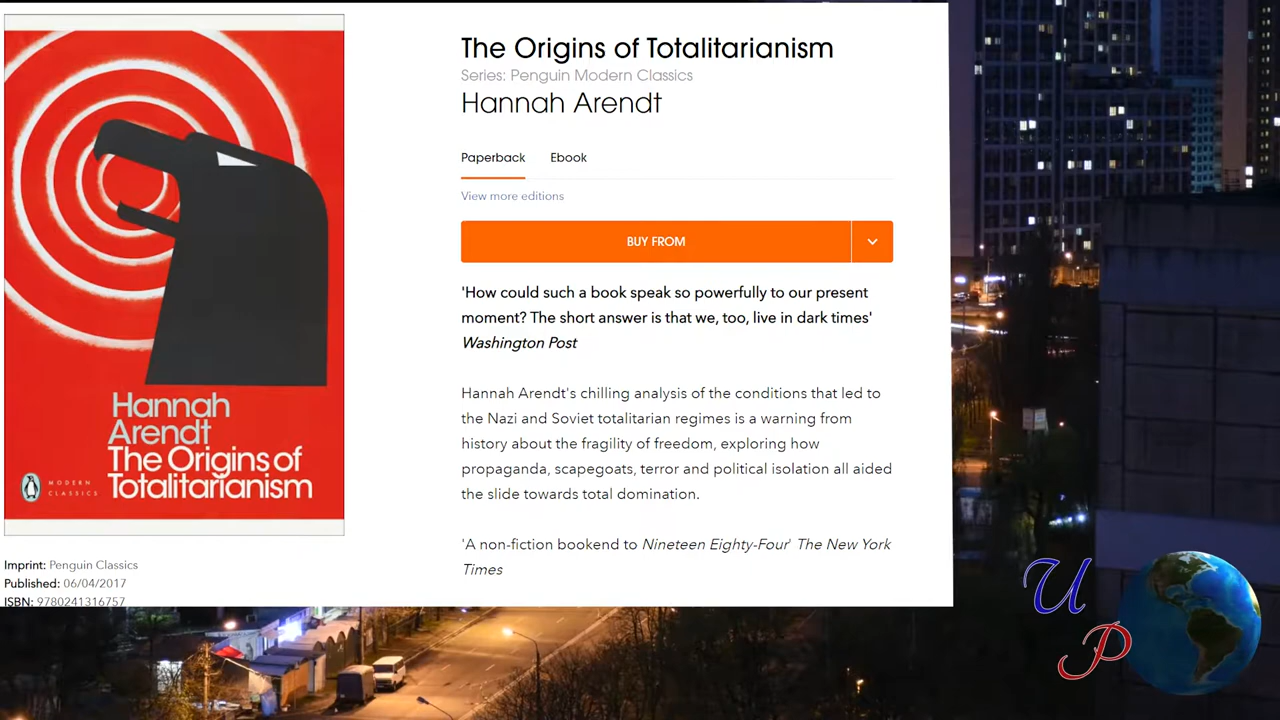 Hannah
Arendt
The Origins of
Totalitarianism
MODERN
CLASSICS
Imprint: Penguin Classics
Published: 06/04/2017
ISBN: 9780241316757
The Origins of Totalitarianism
Series: Penguin Modern Classics
Hannah Arendt
Paperback Ebook
View more editions
BUY FROM
'How could such a book speak so powerfully to our present
moment? The short answer is that we, too, live in dark times'
Washington Post
Hannah Arendt's chilling analysis of the conditions that led to
the Nazi and Soviet totalitarian regimes is a warning from
history about the fragility of freedom, exploring how
propaganda, scapegoats, terror and political isolation all aided
the slide towards total domination.
'A non-fiction bookend to Nineteen Eighty-Four' The New York
Times
U
P